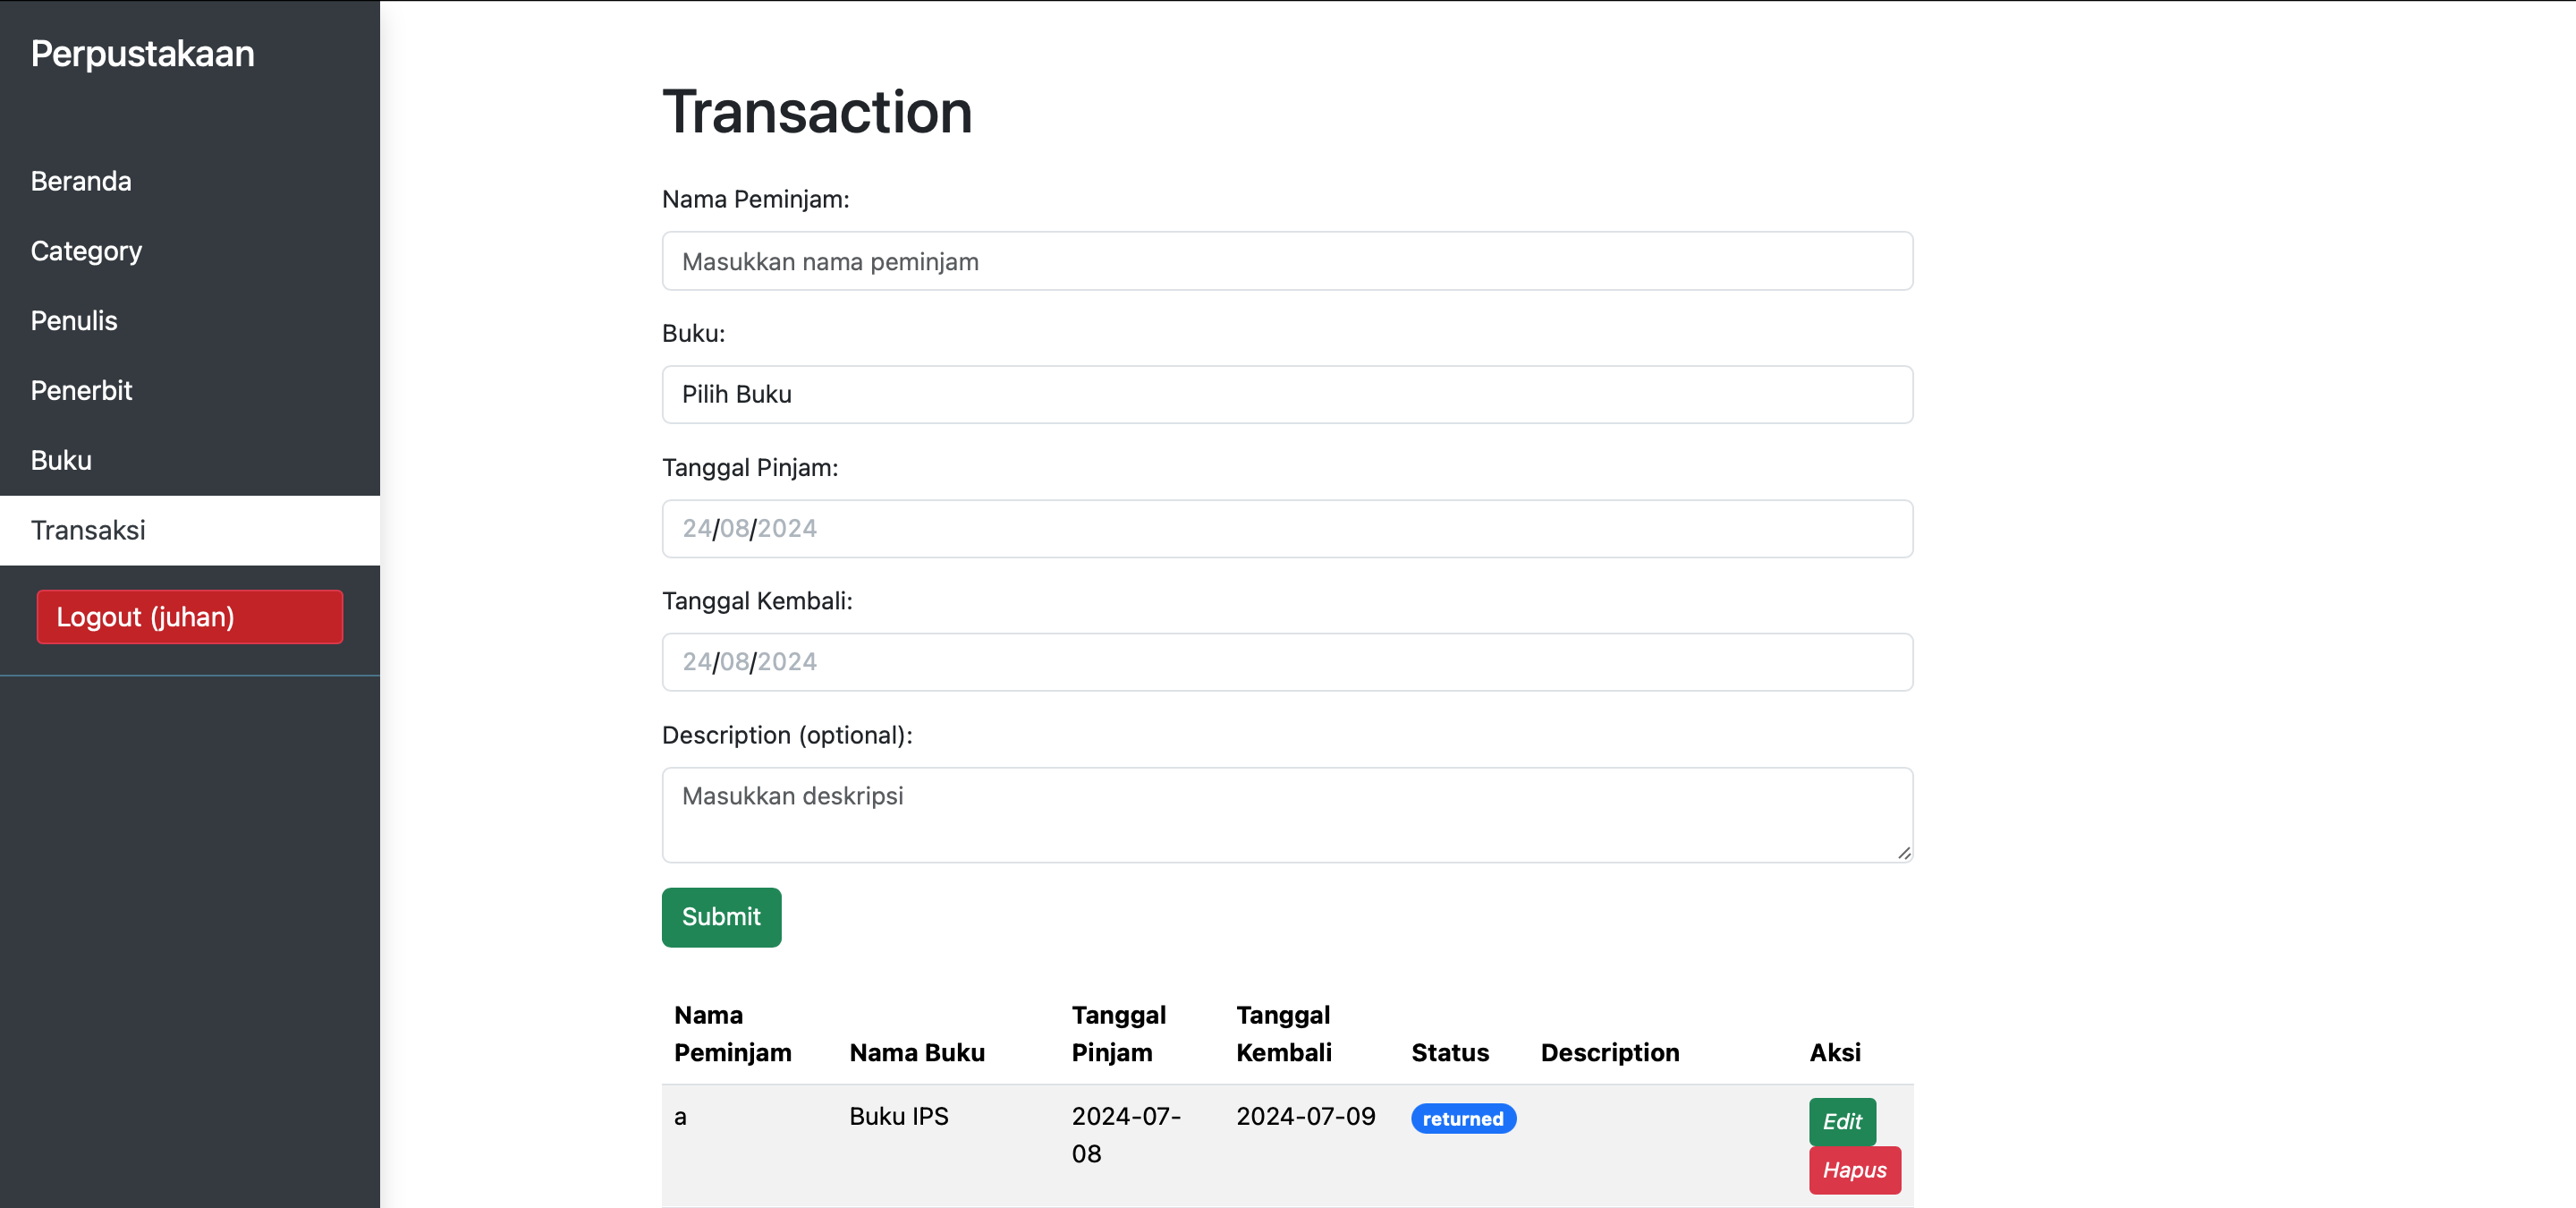 Perpustakaan
Beranda
Category
Penulis
Penerbit
Buku
Transaksi
Logout (juhan)
Transaction
Nama Peminjam:
Masukkan nama peminjam
Buku:
Pilih Buku
Tanggal Pinjam:
24/08/2024
Tanggal Kembali:
24/08/2024
Description (optional):
Masukkan deskripsi
Submit
Nama Peminjam Nama Buku Tanggal Pinjam Tanggal Kembali Status Description Aksi
a Buku IPS 2024-07-08 2024-07-09 returned Edit
Hapus